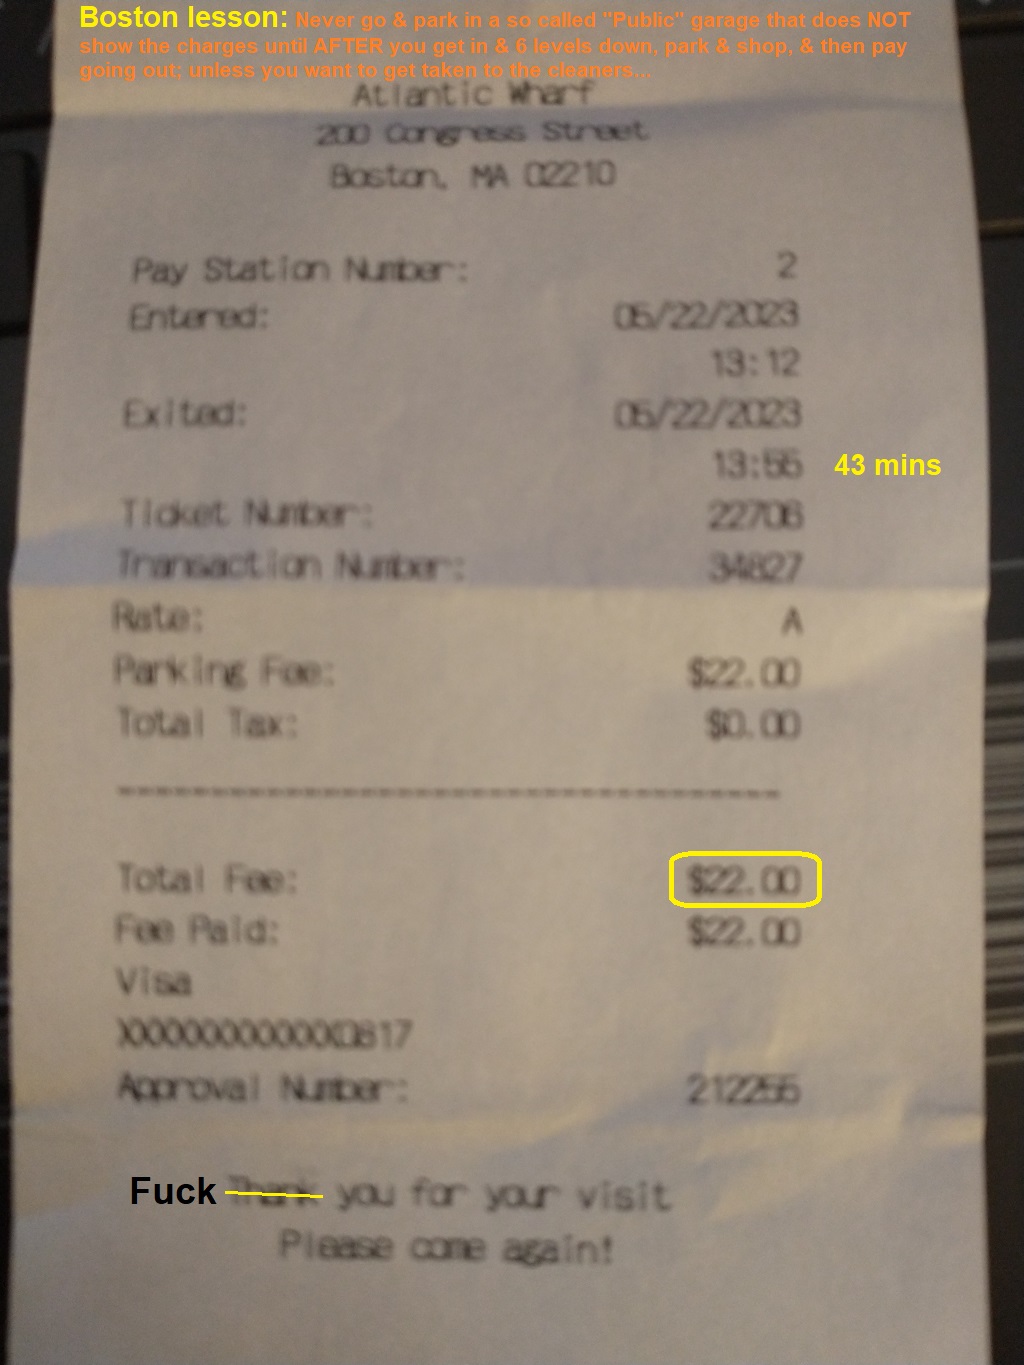 Boston lesson: Never go & park in a so called "Public" garage that does NOT
show the charges until AFTER you get in & 6 levels down, park & shop, & then pay
going out; unless you want to get taken to the cleaners...
Atlantic Wharf
200 Congress Street
Boston, MA 02210
Pay Station Number: 2
Entered: 05/22/2023
13:12
Exited: 05/22/2023
13:55 43 mins
Ticket Number: 22706
Transaction Number: 34827
Rate: A
Parking Fee: $22.00
Total Tax: $0.00
------------------------------------
Total Fee: $22.00
Fee Paid: $22.00
Visa
Approval Number: 212255
Fuck Thank you for your visit
Please come again!